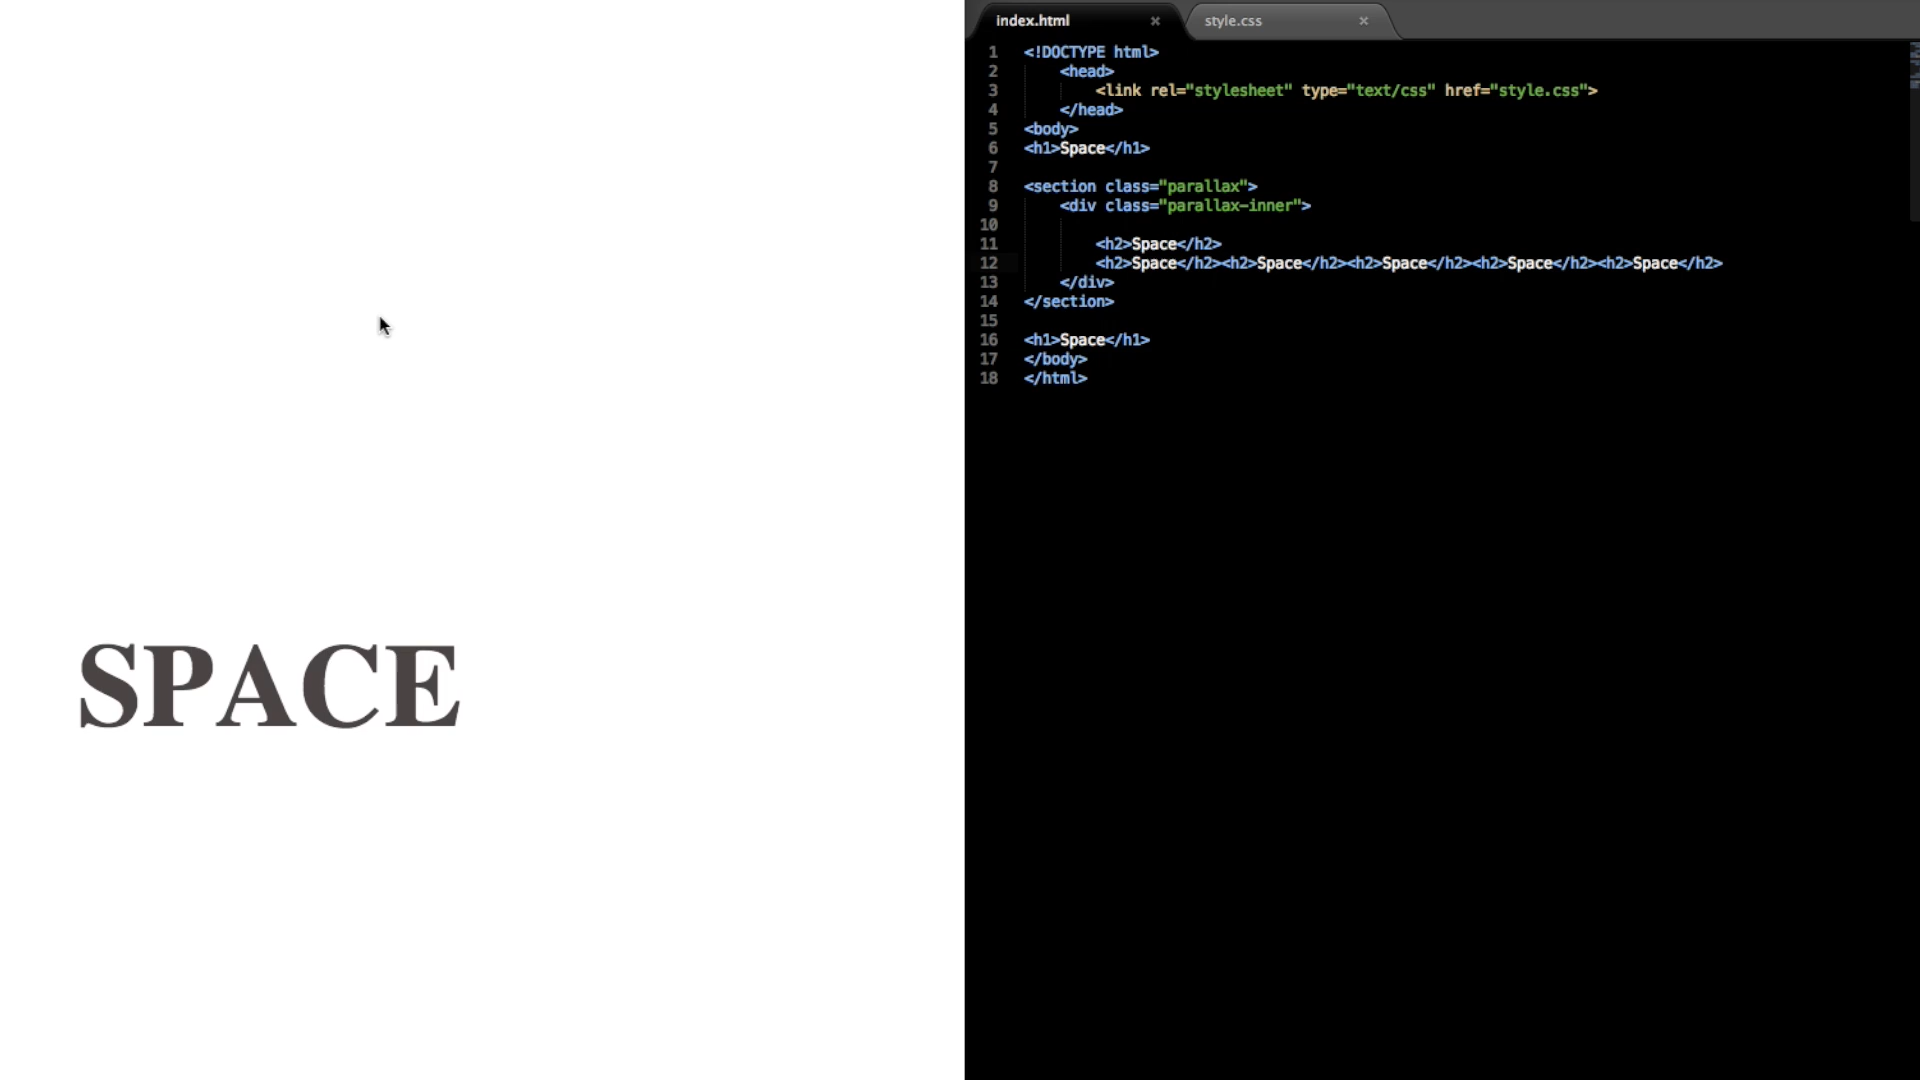 SPACE
index.html × style.css ×
1 <!DOCTYPE html>
2 <head>
3 <link rel="stylesheet" type="text/css" href="style.css">
4 </head>
5 <body>
6 <h1>Space</h1>
7
8 <section class="parallax">
9 <div class="parallax-inner">
10
11 <h2>Space</h2>
12 <h2>Space</h2><h2>Space</h2><h2>Space</h2><h2>Space</h2><h2>Space</h2>
13 </div>
14 </section>
15
16 <h1>Space</h1>
17 </body>
18 </html>